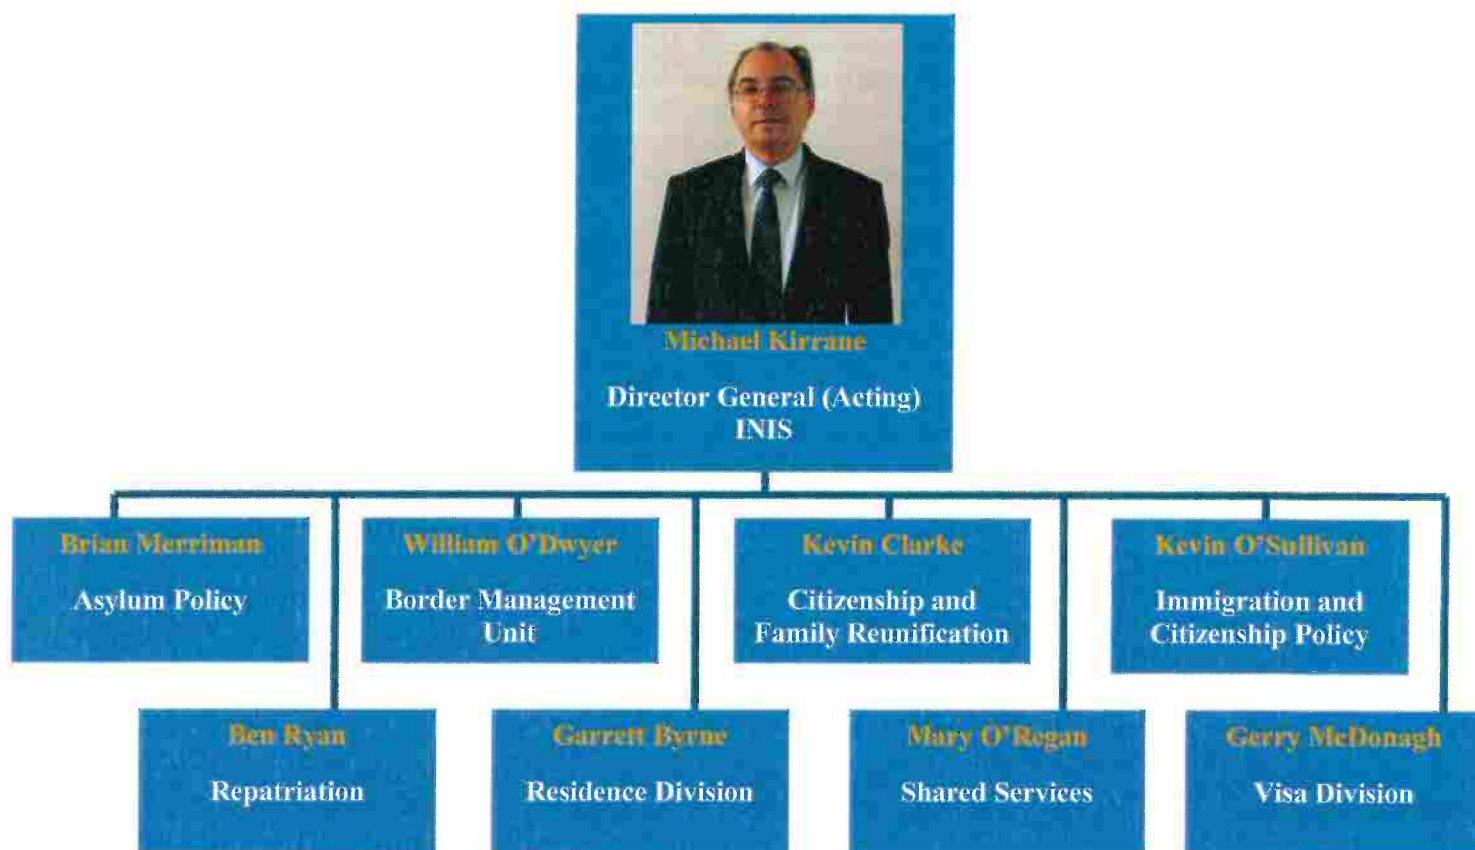 Michael Kirrane
Director General (Acting)
INIS
Brian Merriman
Asylum Policy
William O'Dwyer
Border Management
Unit
Kevin Clarke
Citizenship and
Family Reunification
Kevin O'Sullivan
Immigration and
Citizenship Policy
Ben Ryan
Repatriation
Garrett Byrne
Residence Division
Mary O'Regan
Shared Services
Gerry McDonagh
Visa Division